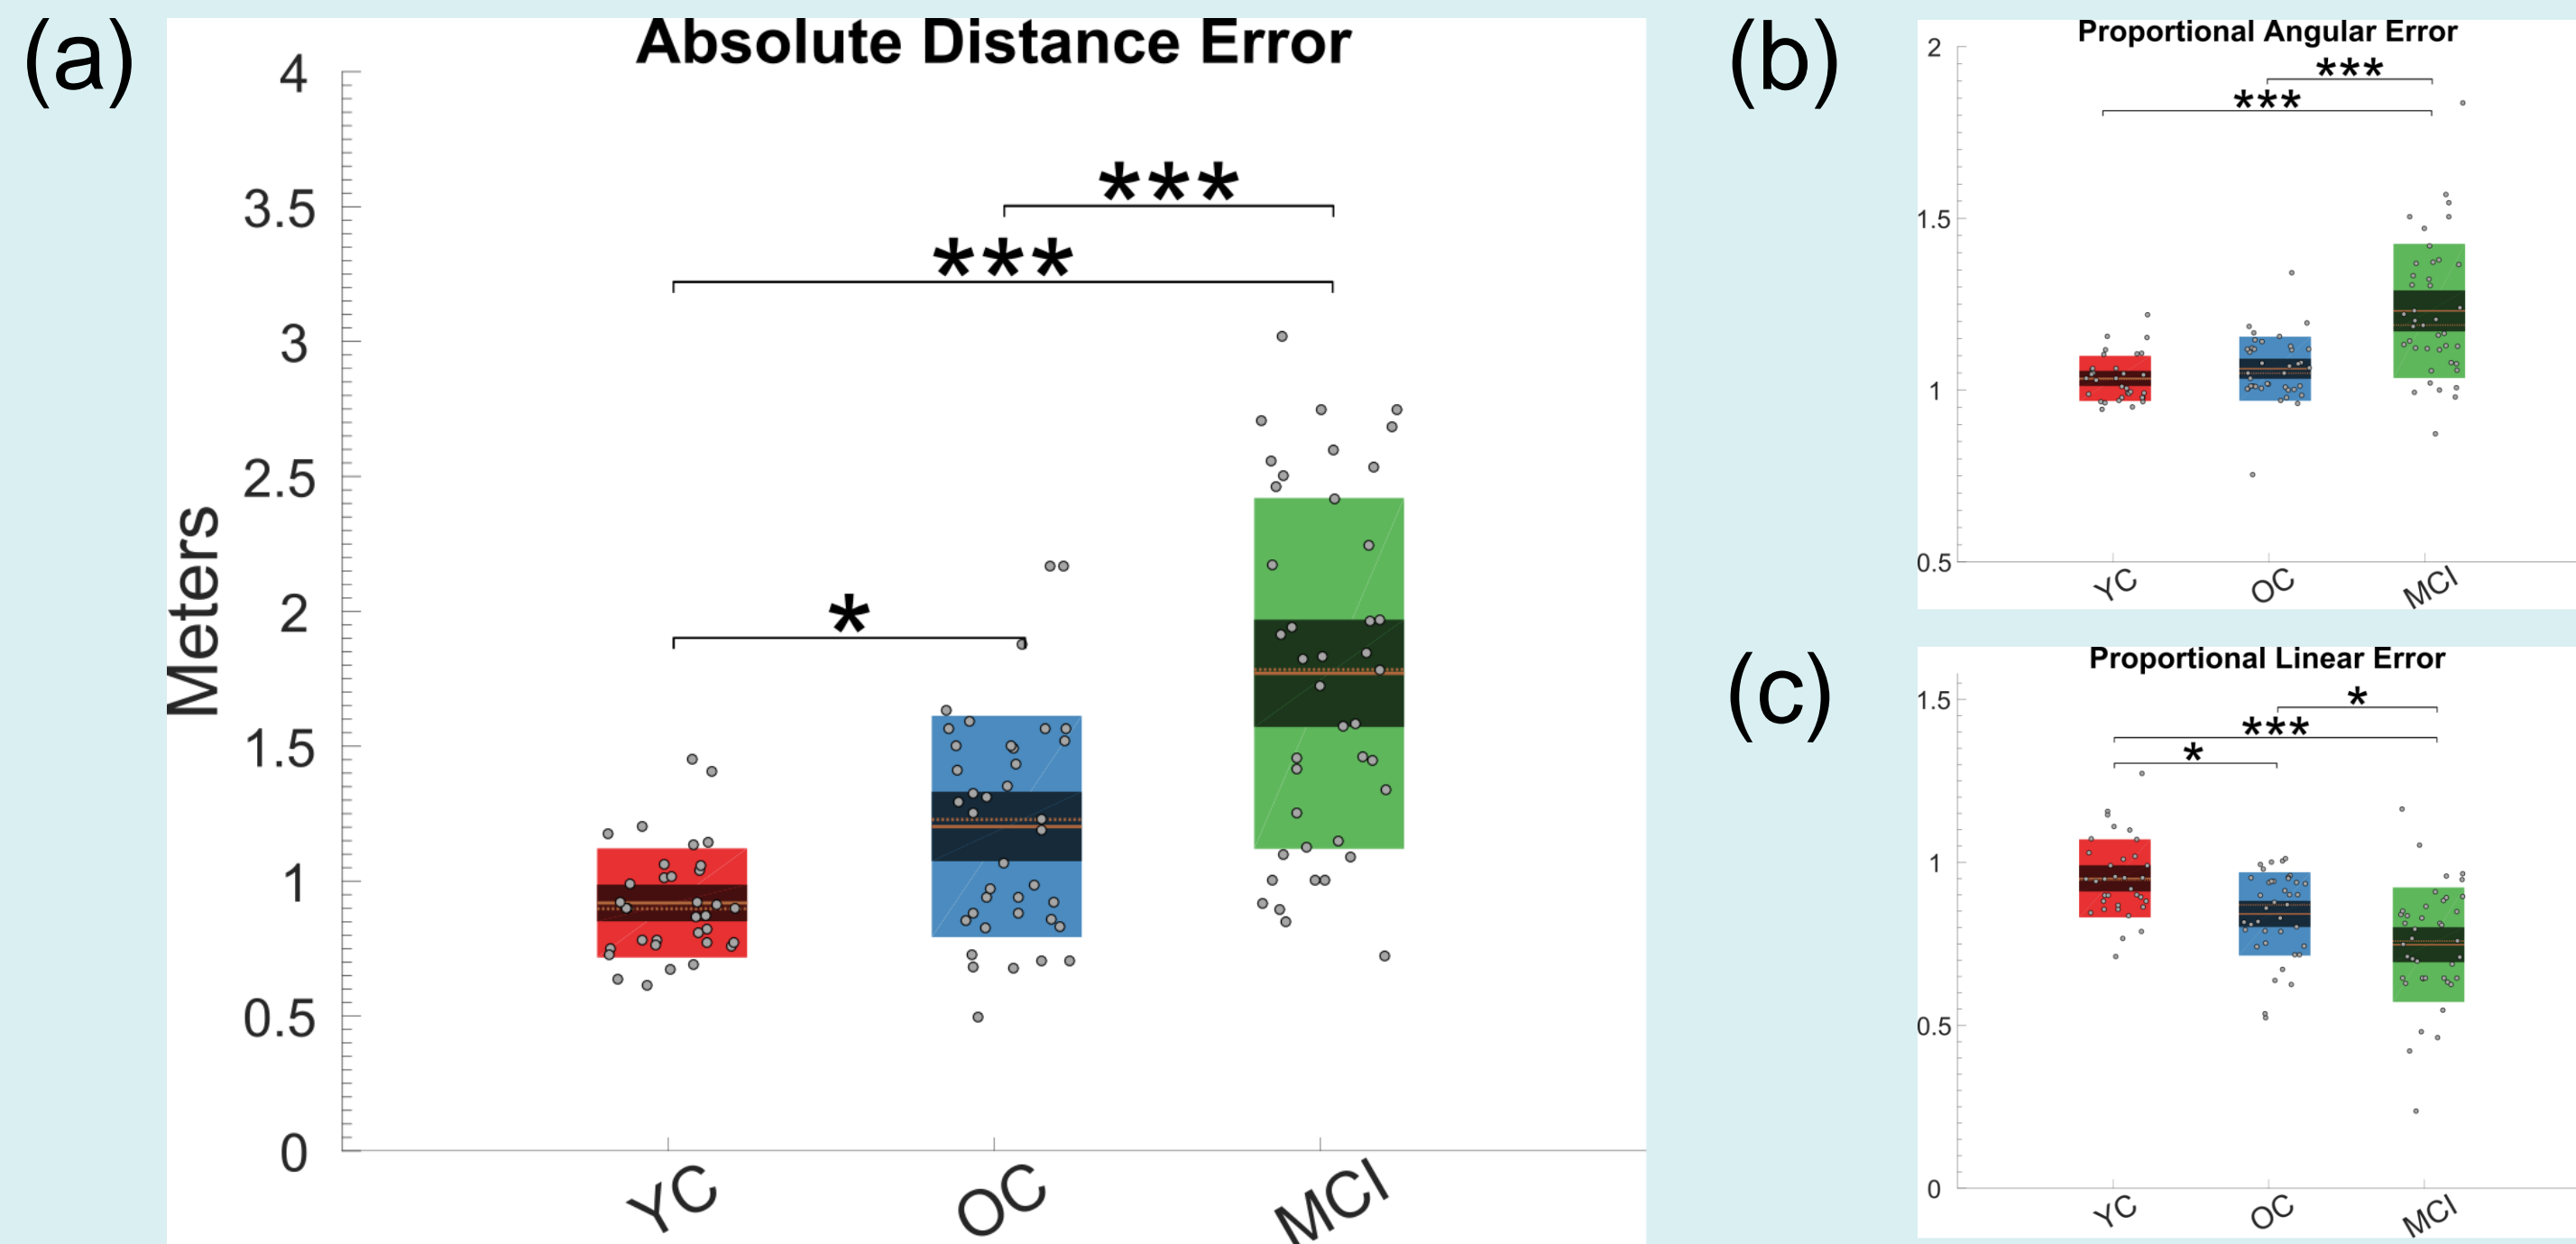 (a)
Absolute Distance Error
4
3.5
3
2.5
2
1.5
1
0.5
0
Meters
***
***
*
YC
OC
MCI
(b)
Proportional Angular Error
2
1.5
1
0.5
***
***
YC
OC
MCI
(c)
Proportional Linear Error
1.5
1
0.5
0
*
***
*
YC
OC
MCI